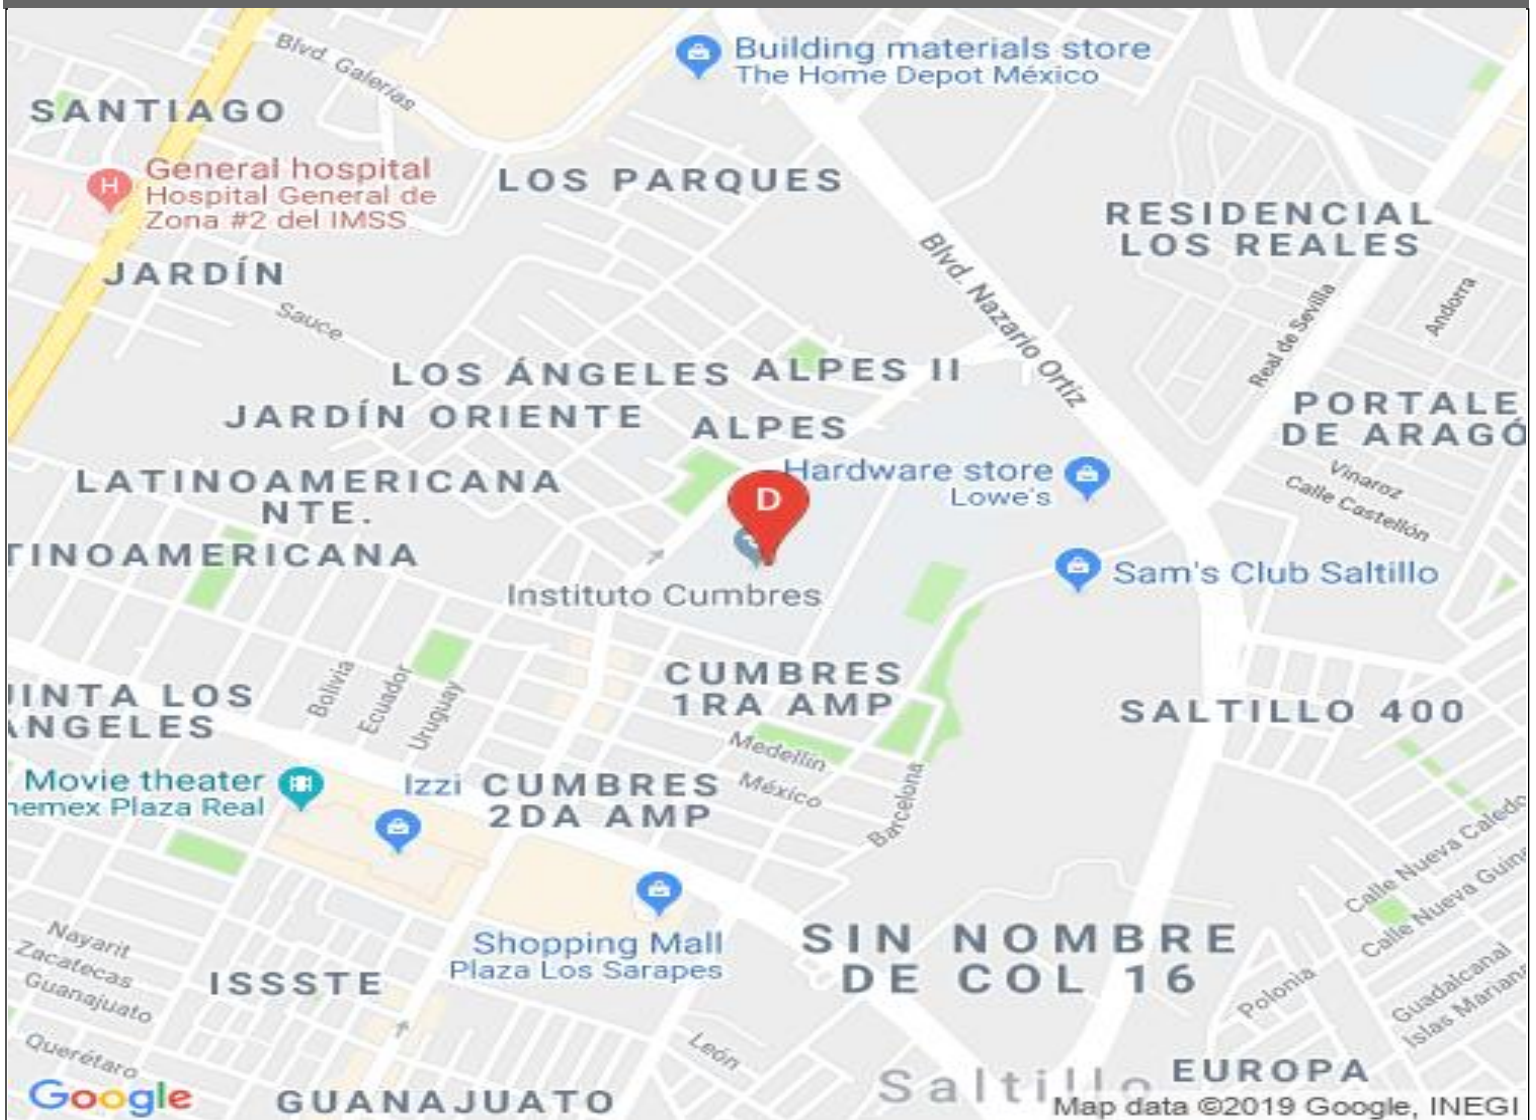 Blvd. Galerías
Building materials store
The Home Depot México
SANTIAGO
General hospital
Hospital General de
Zona #2 del IMSS
LOS PARQUES
RESIDENCIAL
LOS REALES
JARDÍN
Sauce
Blvd. Nazario Ortiz
Real de Sevilla
Andorra
LOS ÁNGELES
ALPES II
JARDÍN ORIENTE
ALPES
PORTALE
DE ARAGÓ
LATINOAMERICANA
NTE.
D
Hardware store
Lowe's
Vinaroz
Calle Castellón
TINOAMERICANA
Instituto Cumbres
Sam's Club Saltillo
Bolivia
Ecuador
Uruguay
CUMBRES
1RA AMP
UINTA LOS
ANGELES
SALTILLO 400
Medellín
México
Barcelona
Movie theater
nemex Plaza Real
Izzi
CUMBRES
2DA AMP
Calle Nueva Caledo
Calle Nueva Guine
Shopping Mall
Plaza Los Sarapes
SIN NOMBRE
DE COL 16
Nayarit
Zacatecas
Guanajuato
Querétaro
ISSSTE
León
Polonia
Guadalcanal
Islas Mariana
EUROPA
Saltillo
GUANAJUATO
Google
Map data ©2019 Google, INEGI